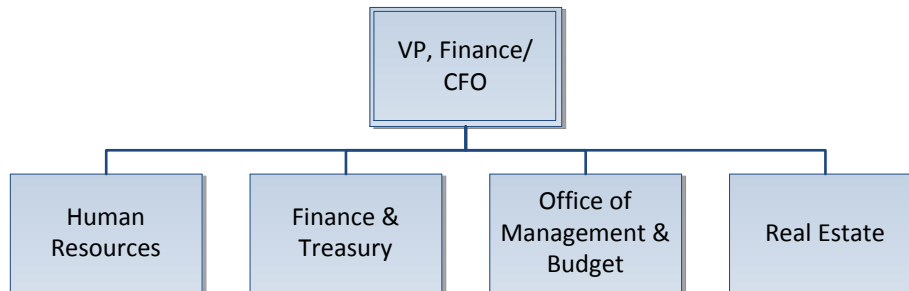 VP, Finance/
CFO
Human
Resources
Finance &
Treasury
Office of
Management &
Budget
Real Estate